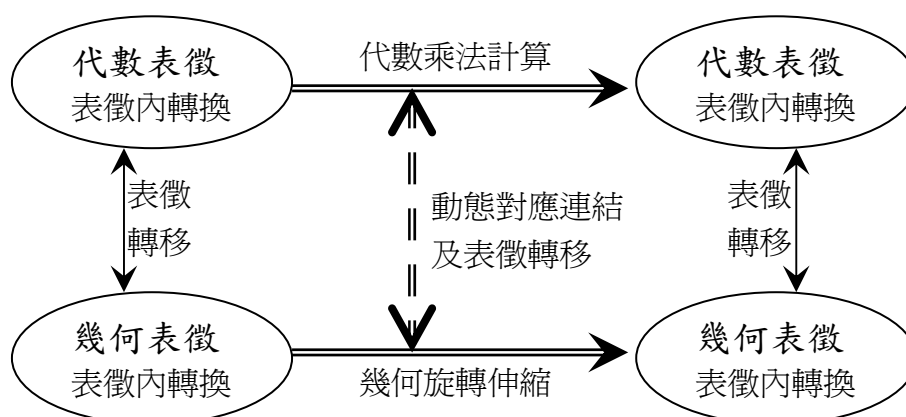 代數表徵
表徵內轉換
代數乘法計算
代數表徵
表徵內轉換
表徵
轉移
動態對應連結
及表徵轉移
表徵
轉移
幾何表徵
表徵內轉換
幾何旋轉伸縮
幾何表徵
表徵內轉換